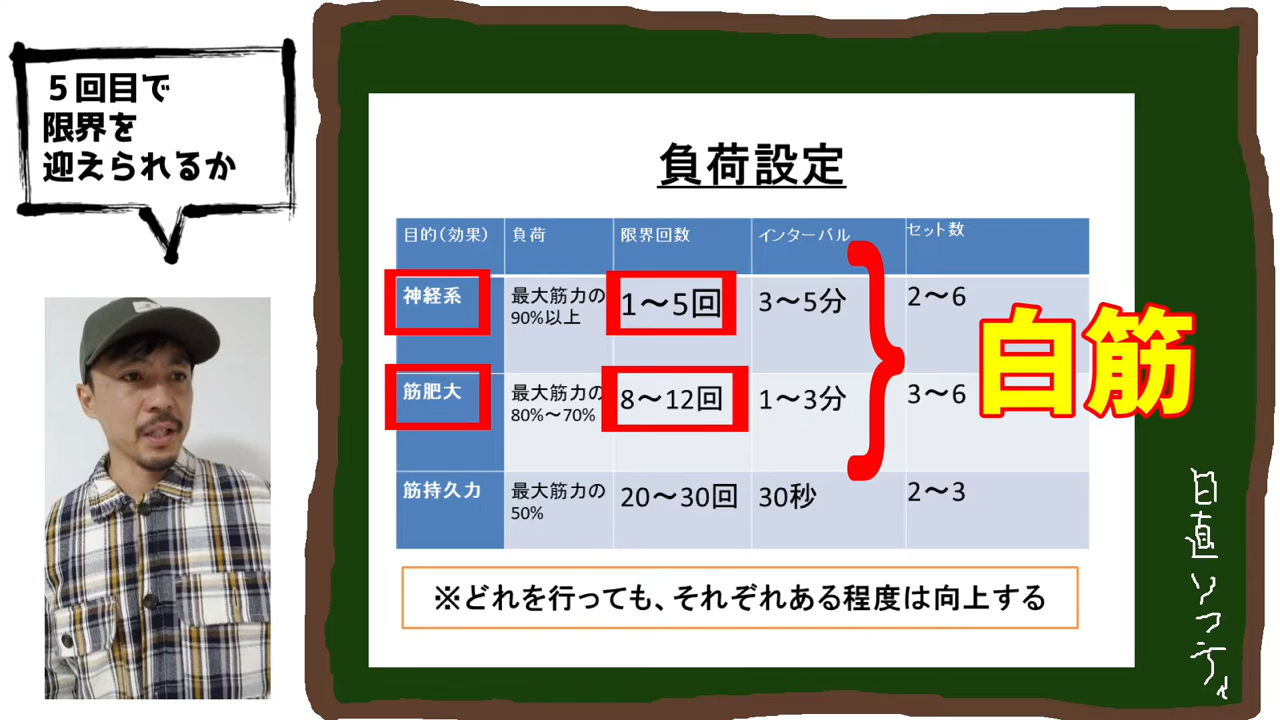 ５回目で
限界を
迎えられるか
負荷設定
目的(効果) 負荷 限界回数 インターバル セット数
神経系 最大筋力の 1～5回 3～5分 2～6
90%以上
筋肥大 最大筋力の 8～12回 1～3分 3～6
80%～70%
筋持久力 最大筋力の 20～30回 30秒 2～3
50%
白筋
※どれを行っても、それぞれある程度は向上する
日直ソフティ